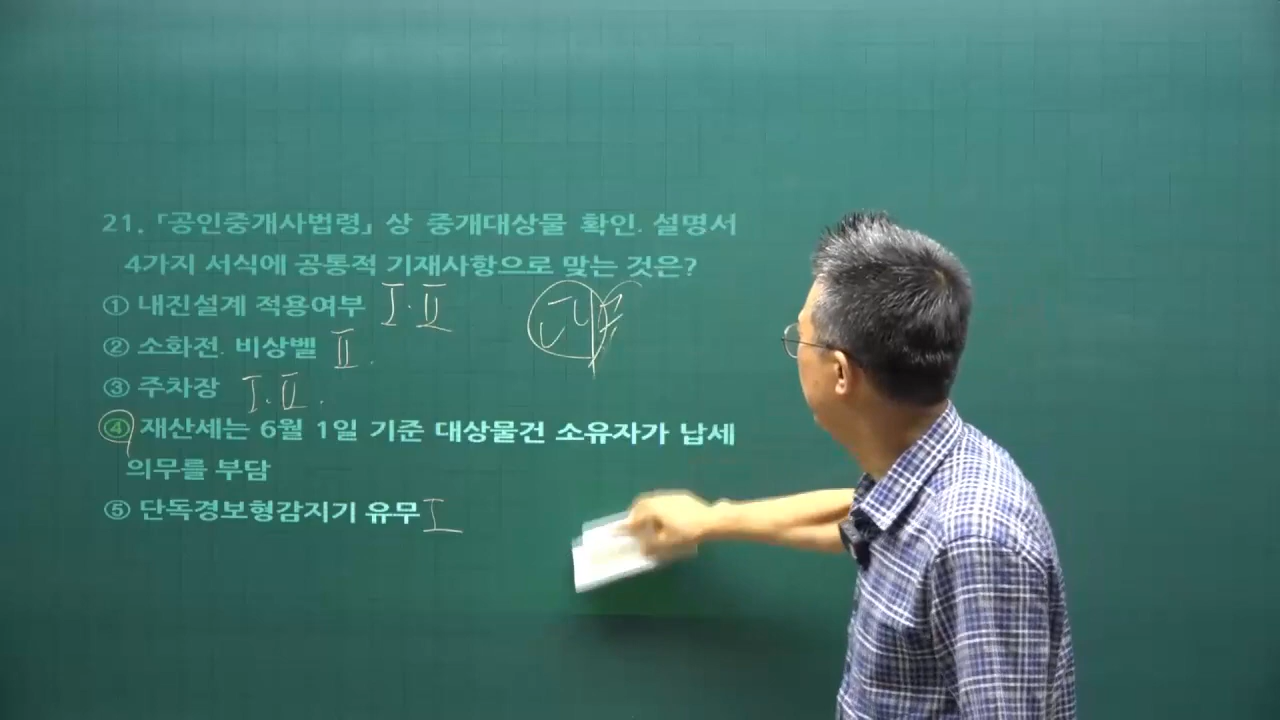 21. 「공인중개사법령」 상 중개대상물 확인. 설명서
4가지 서식에 공통적 기재사항으로 맞는 것은?
① 내진설계 적용여부 Ⅰ.Ⅱ
② 소화전. 비상벨 Ⅱ.
③ 주차장 Ⅰ.Ⅱ.
④ 재산세는 6월 1일 기준 대상물건 소유자가 납세
의무를 부담
⑤ 단독경보형감지기 유무 Ⅰ